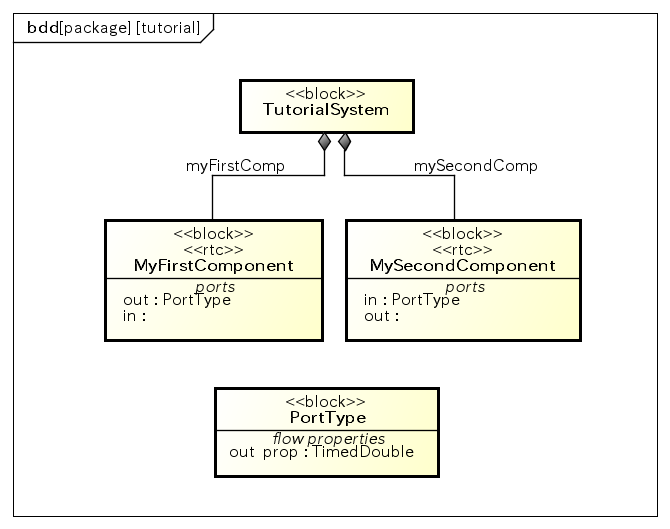 bdd[package] [tutorial]
<<block>>
TutorialSystem
myFirstComp
mySecondComp
<<block>>
<<rtc>>
MyFirstComponent
ports
out : PortType
in :
<<block>>
<<rtc>>
MySecondComponent
ports
in : PortType
out :
<<block>>
PortType
flow properties
out prop : TimedDouble